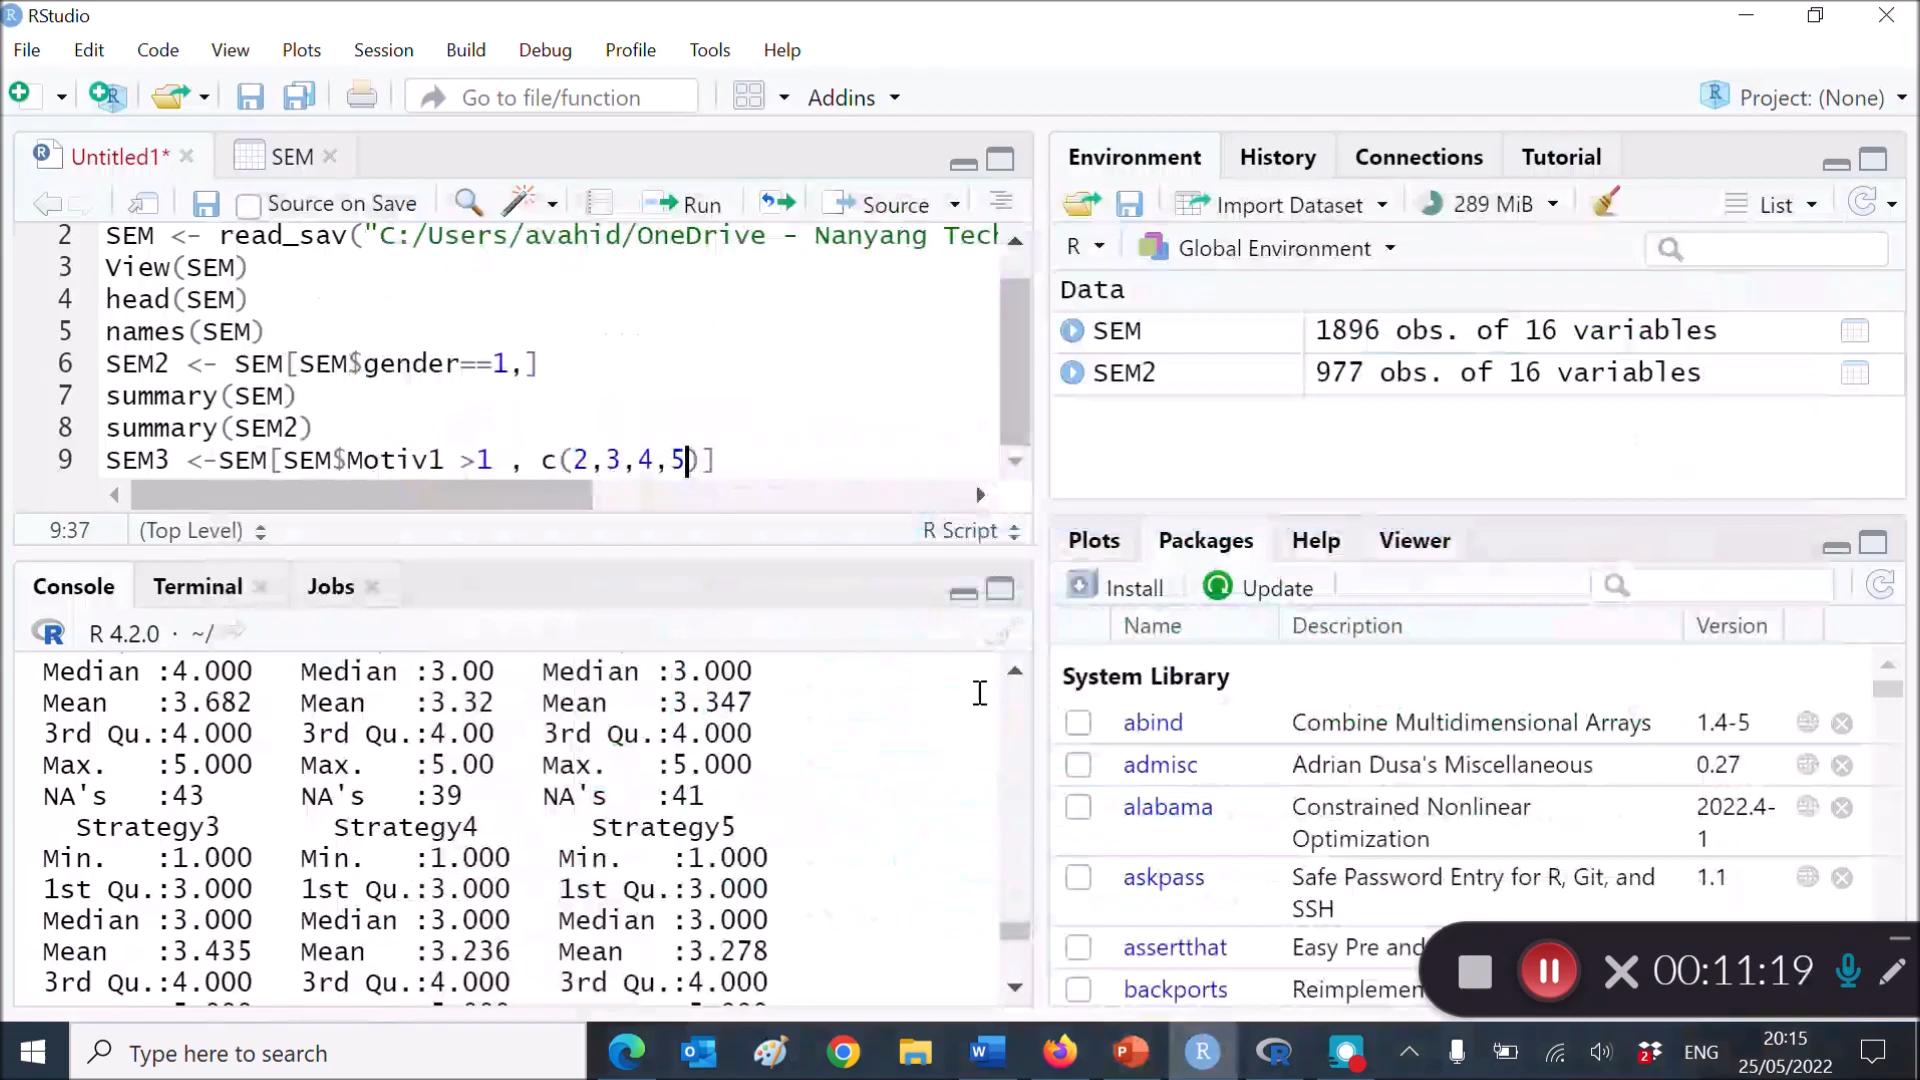 RStudio
File Edit Code View Plots Session Build Debug Profile Tools Help
Go to file/function Addins Project: (None)
Untitled1* SEM
Source on Save Run Source
2 SEM <- read_sav("C:/Users/avahid/OneDrive - Nanyang Tech
3 View(SEM)
4 head(SEM)
5 names(SEM)
6 SEM2 <- SEM[SEM$gender==1,]
7 summary(SEM)
8 summary(SEM2)
9 SEM3 <-SEM[SEM$Motiv1 >1 , c(2,3,4,5)]
9:37 (Top Level) R Script
Console Terminal Jobs
R 4.2.0 · ~/
Median :4.000 Median :3.00 Median :3.000
Mean :3.682 Mean :3.32 Mean :3.347
3rd Qu.:4.000 3rd Qu.:4.00 3rd Qu.:4.000
Max. :5.000 Max. :5.00 Max. :5.000
NA's :43 NA's :39 NA's :41
Strategy3 Strategy4 Strategy5
Min. :1.000 Min. :1.000 Min. :1.000
1st Qu.:3.000 1st Qu.:3.000 1st Qu.:3.000
Median :3.000 Median :3.000 Median :3.000
Mean :3.435 Mean :3.236 Mean :3.278
3rd Qu.:4.000 3rd Qu.:4.000 3rd Qu.:4.000
Environment History Connections Tutorial
Import Dataset 289 MiB List
R Global Environment
Data
SEM 1896 obs. of 16 variables
SEM2 977 obs. of 16 variables
Plots Packages Help Viewer
Install Update
Name Description Version
System Library
abind Combine Multidimensional Arrays 1.4-5
admisc Adrian Dusa's Miscellaneous 0.27
alabama Constrained Nonlinear Optimization 2022.4-1
askpass Safe Password Entry for R, Git, and SSH 1.1
assertthat Easy Pre and
backports Reimplemen
00:11:19
Type here to search
ENG
20:15
25/05/2022